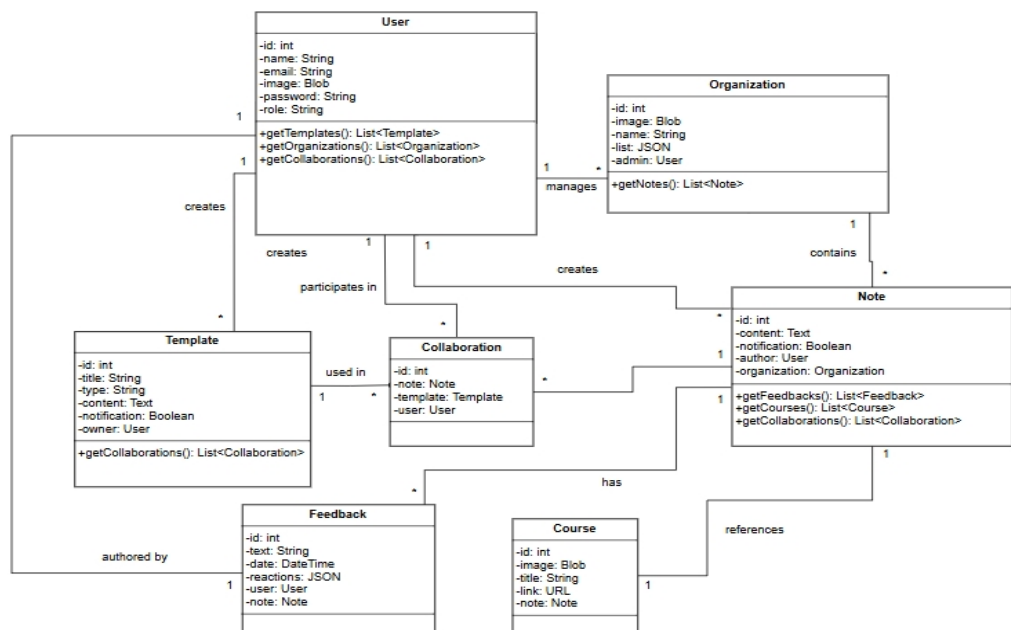 User
-id: int
-name: String
-email: String
-image: Blob
-password: String
-role: String
+getTemplates(): List<Template>
+getOrganizations(): List<Organization>
+getCollaborations(): List<Collaboration>
Organization
-id: int
-image: Blob
-name: String
-list: JSON
-admin: User
+getNotes(): List<Note>
1
1
1
*
manages
creates
1
1
1
creates
contains
participates in
creates
*
*
*
*
Note
-id: int
-content: Text
-notification: Boolean
-author: User
-organization: Organization
+getFeedbacks(): List<Feedback>
+getCourses(): List<Course>
+getCollaborations(): List<Collaboration>
Template
-id: int
-title: String
-type: String
-content: Text
-notification: Boolean
-owner: User
+getCollaborations(): List<Collaboration>
used in
1
*
Collaboration
-id: int
-note: Note
-template: Template
-user: User
*
1
1
1
has
*
references
Feedback
-id: int
-text: String
-date: DateTime
-reactions: JSON
-user: User
-note: Note
authored by
1
Course
-id: int
-image: Blob
-title: String
-link: URL
-note: Note
1